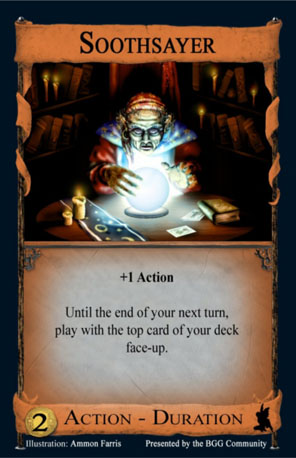 SOOTHSAYER
+1 Action
Until the end of your next turn,
play with the top card of your deck
face-up.
2 ACTION - DURATION
Illustration: Ammon Farris Presented by the BGG Community